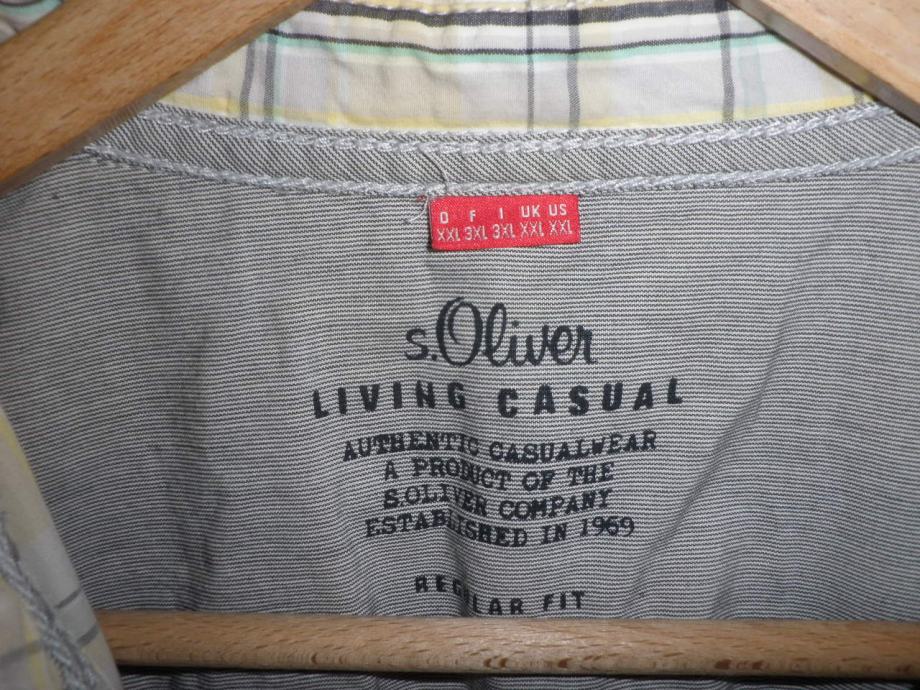 D F I UK US
XXL 3XL 3XL XXL XXL
s.Oliver
LIVING CASUAL
AUTHENTIC CASUALWEAR
A PRODUCT OF THE
S.OLIVER COMPANY
ESTABLISHED IN 1969
REGULAR FIT